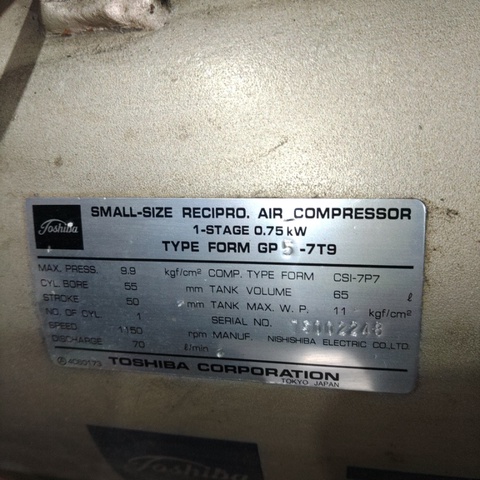 Toshiba
SMALL-SIZE RECIPRO. AIR COMPRESSOR
1-STAGE 0.75 kW
TYPE FORM GP5-7T9
MAX. PRESS. 9.9 kgf/cm² COMP. TYPE FORM CSI-7P7
CYL BORE 55 mm TANK VOLUME 65 ℓ
STROKE 50 mm TANK MAX. W. P. 11 kgf/cm²
NO. OF CYL. 1 SERIAL NO.
SPEED 1150 rpm MANUF. NISHISHIBA ELECTRIC CO.,LTD.
DISCHARGE 70 ℓ/min
TOSHIBA CORPORATION
TOKYO JAPAN
Toshiba